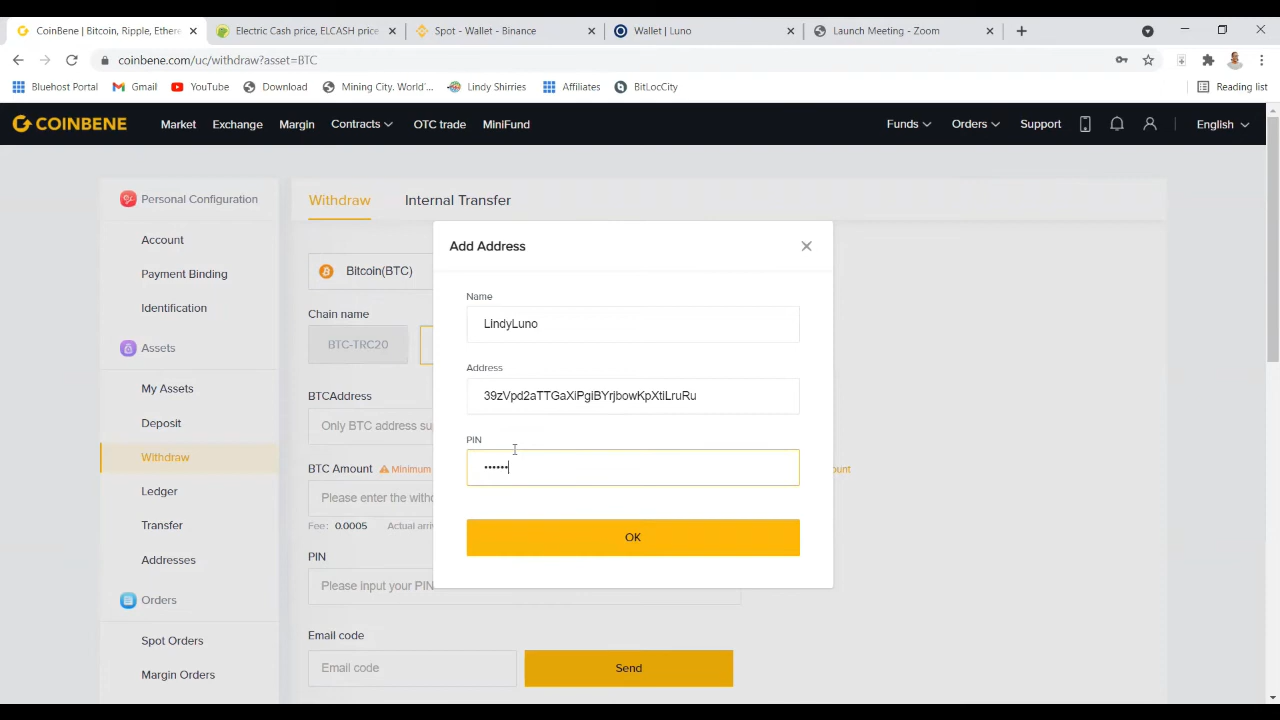 CoinBene | Bitcoin, Ripple, Ethere
Electric Cash price, ELCASH price
Spot - Wallet - Binance
Wallet | Luno
Launch Meeting - Zoom
coinbene.com/uc/withdraw?asset=BTC
Bluehost Portal
Gmail
YouTube
Download
Mining City. World'...
Lindy Shirries
Affiliates
BitLocCity
Reading list
COINBENE
Market
Exchange
Margin
Contracts
OTC trade
MiniFund
Funds
Orders
Support
English
Personal Configuration
Account
Payment Binding
Identification
Assets
My Assets
Deposit
Withdraw
Ledger
Transfer
Addresses
Orders
Spot Orders
Margin Orders
Withdraw
Internal Transfer
Bitcoin(BTC)
Chain name
BTC-TRC20
BTCAddress
Only BTC address su
BTC Amount
Minimum
ount
Please enter the withd
Fee: 0.0005
Actual arri
PIN
Please input your PIN
Email code
Email code
Send
Add Address
Name
LindyLuno
Address
39zVpd2aTTGaXiPgiBYrjbowKpXtLruRu
PIN
••••••
OK